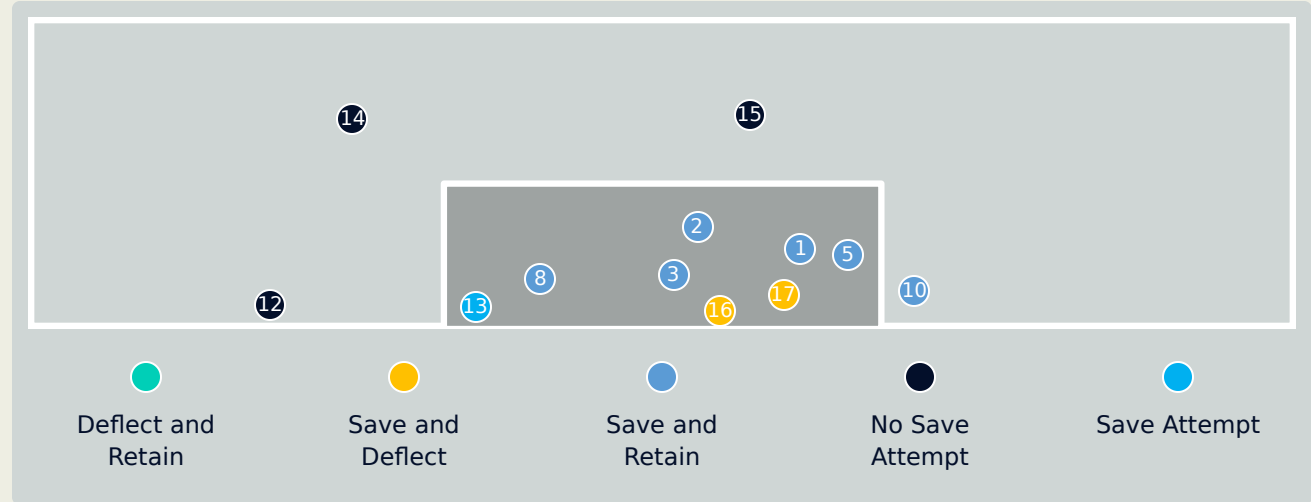 14
15
2
1
5
3
8
10
17
12
13
16
Deflect and
Retain
Save and
Deflect
Save and
Retain
No Save
Attempt
Save Attempt